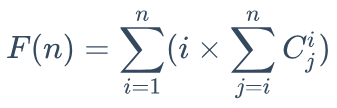 F(n) = \sum_{i=1}^{n} (i \times \sum_{j=i}^{n} C_j^i)